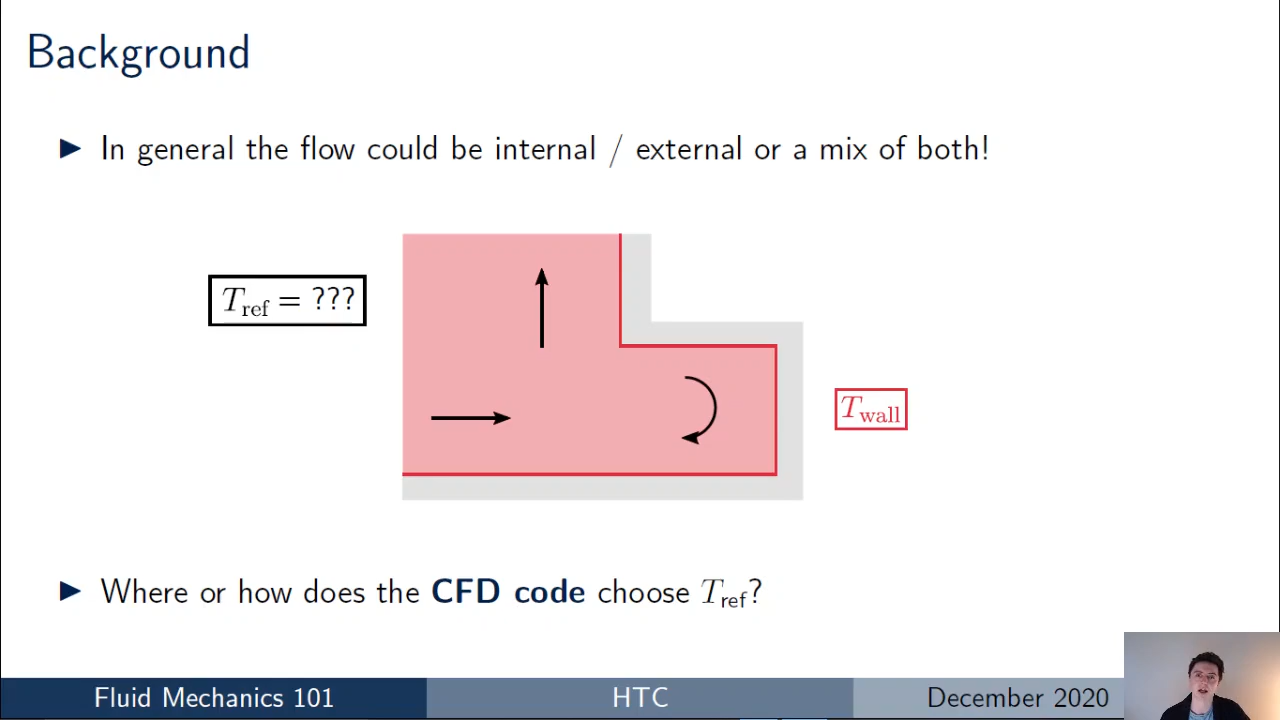 Background
▶ In general the flow could be internal / external or a mix of both!
T_ref = ???
T_wall
▶ Where or how does the CFD code choose T_ref?
Fluid Mechanics 101
HTC
December 2020